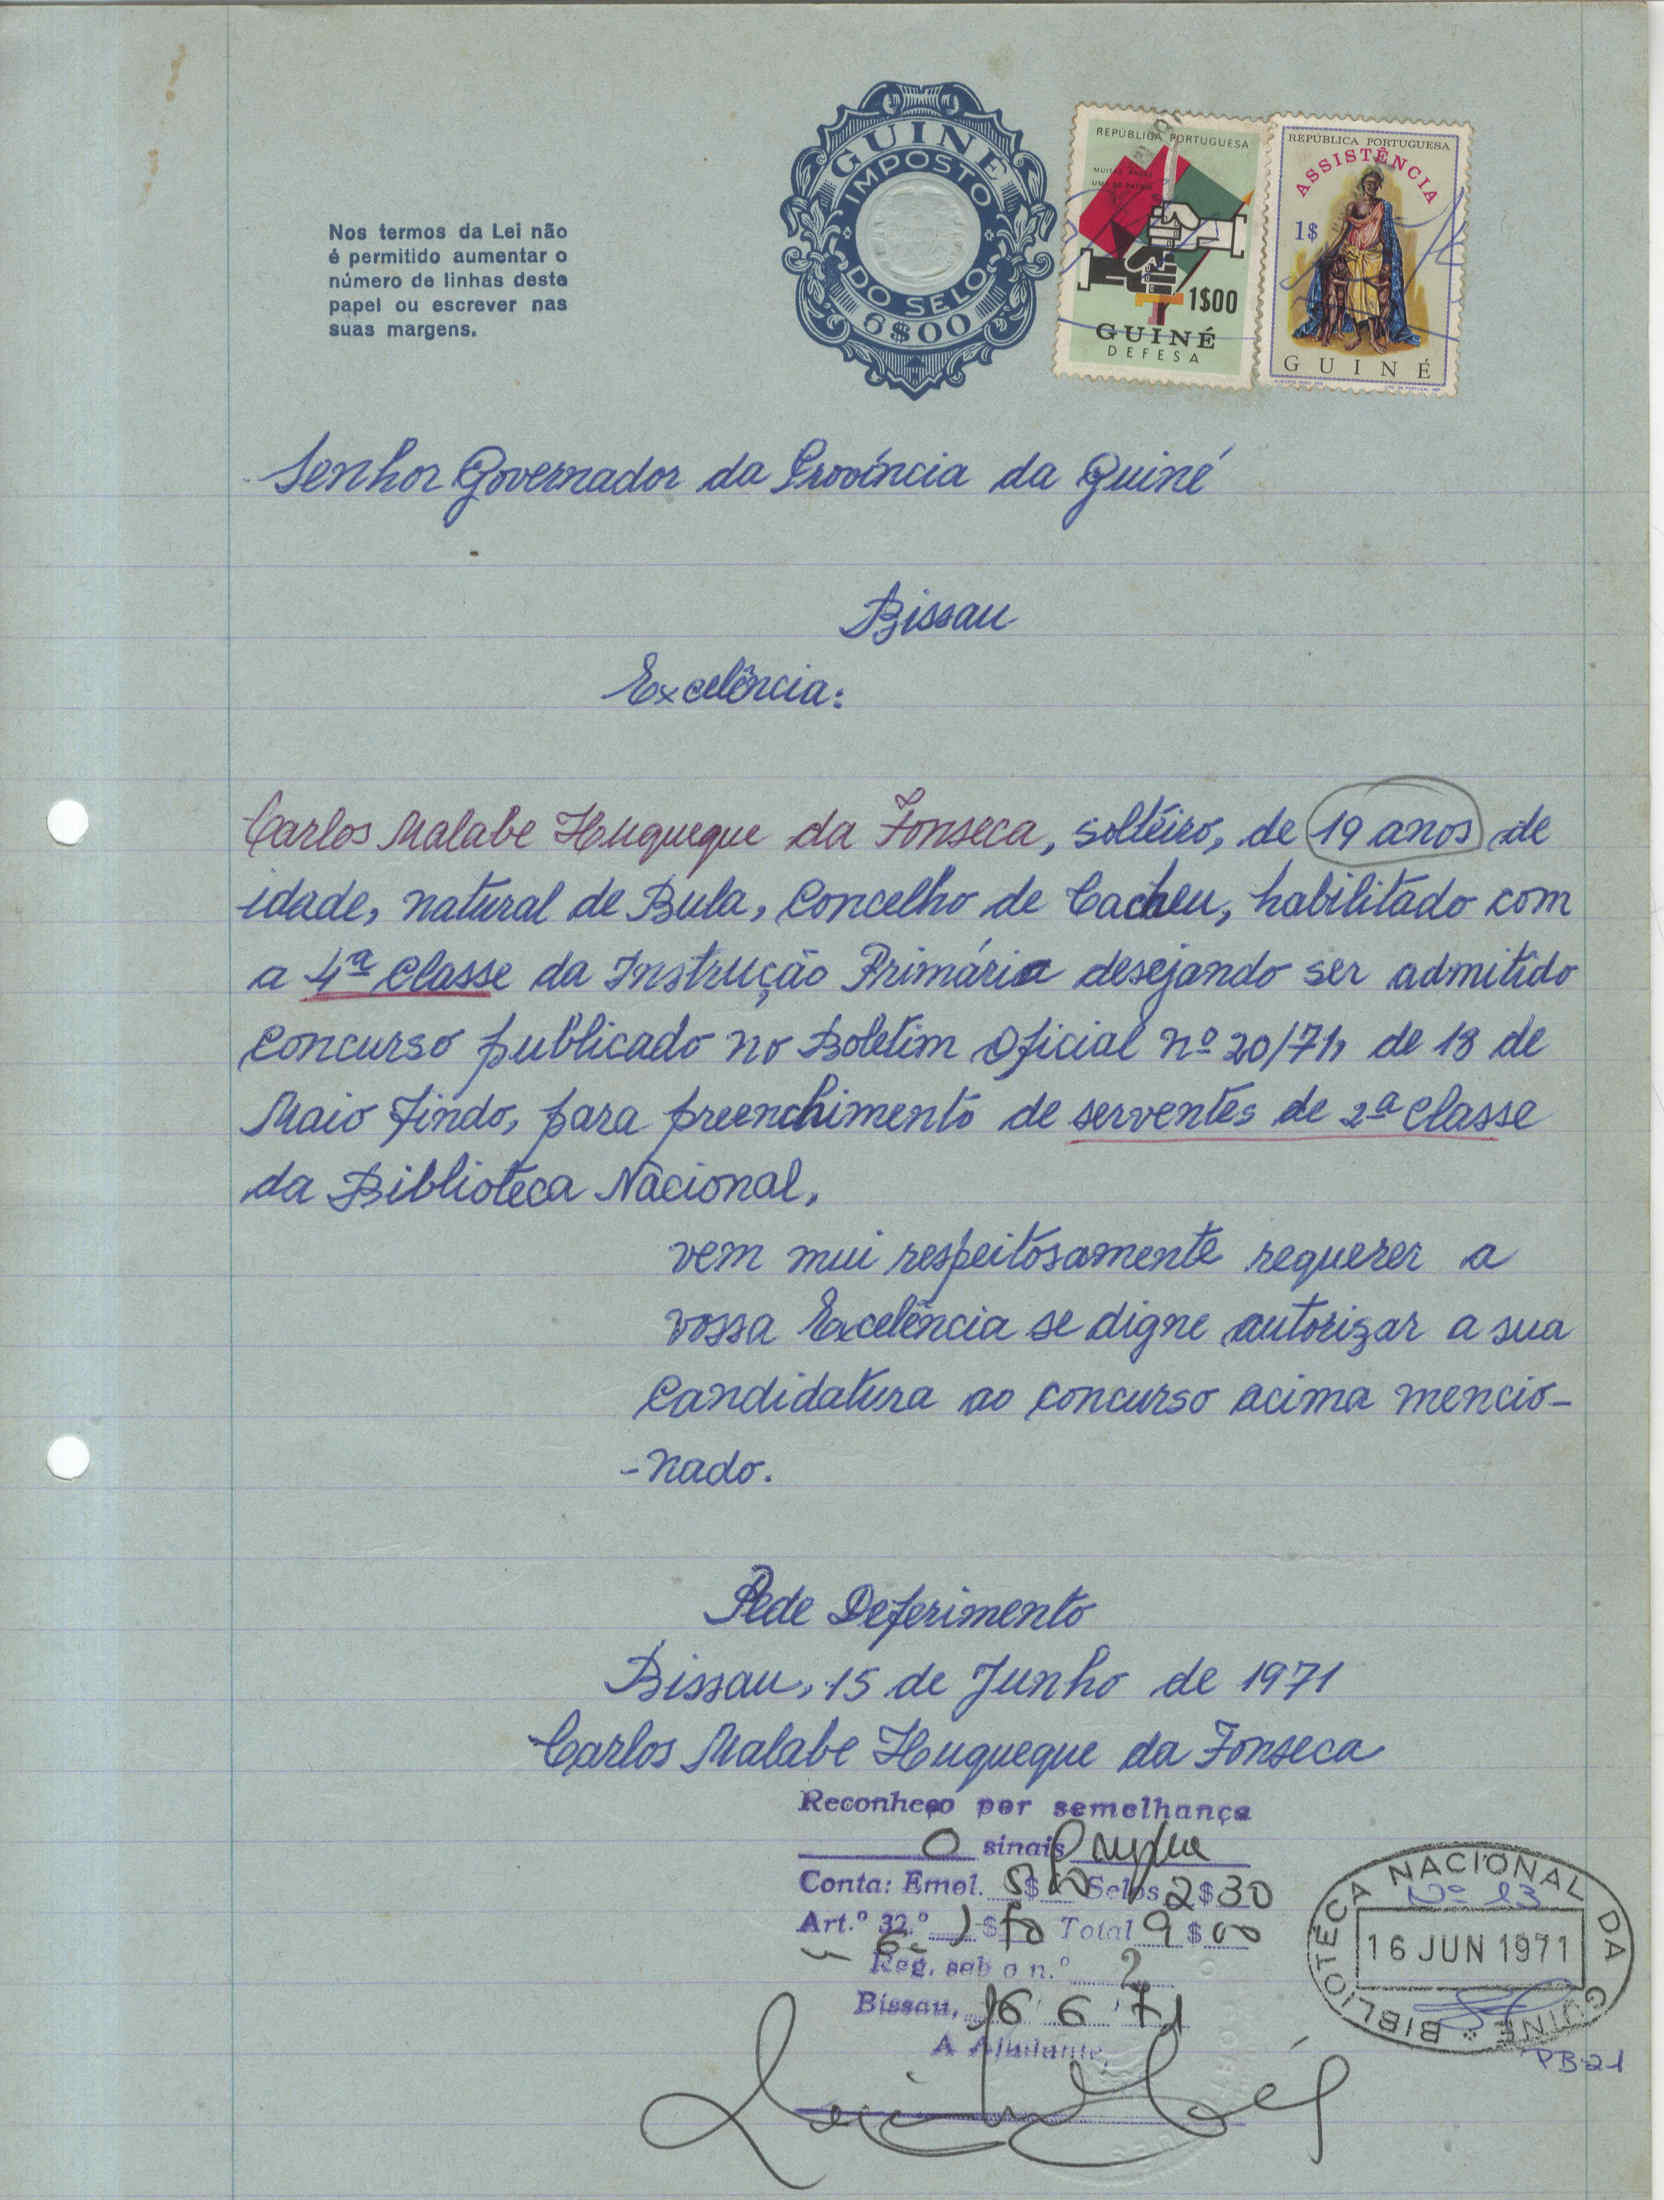 GUINÉ
IMPOSTO
DO SELO
6$00
REPÚBLICA PORTUGUESA
1$00
GUINÉ
DEFESA
REPÚBLICA PORTUGUESA
ASSISTÊNCIA
1$
GUINÉ
Nos termos da Lei não
é permitido aumentar o
número de linhas deste
papel ou escrever nas
suas margens.
Senhor Governador da Província da Guiné
Bissau
Excelência:
Carlos Malabe Huqueque da Fonseca, soltéiro, de 19 anos de
idade, natural de Bula, Concelho de Cacheu, habilitado com
a 4ª Classe da Instrução Primária desejando ser admitido
concurso publicado no Boletim Oficial nº 20/71, de 18 de
Maio findo, para preenchimento de serventes de 2ª classe
da Biblioteca Nacional,
vem mui respeitosamente requerer a
vossa Excelência se digne autorizar a sua
candidatura ao concurso acima mencio-
-nado.
Pede Deferimento
Bissau, 15 de Junho de 1971
Carlos Malabe Huqueque da Fonseca
Reconheço por semelhança
O sinais
Conta: Emol. 5$ Selos 2$30
Art.º 32.º 1$ Total 9$00
Reg. sob o n.º 2
Bissau, 16 6 71
A Ajudante,
BIBLIOTECA NACIONAL DA GUINÉ
Nº 13
16 JUN 1971
PB-21